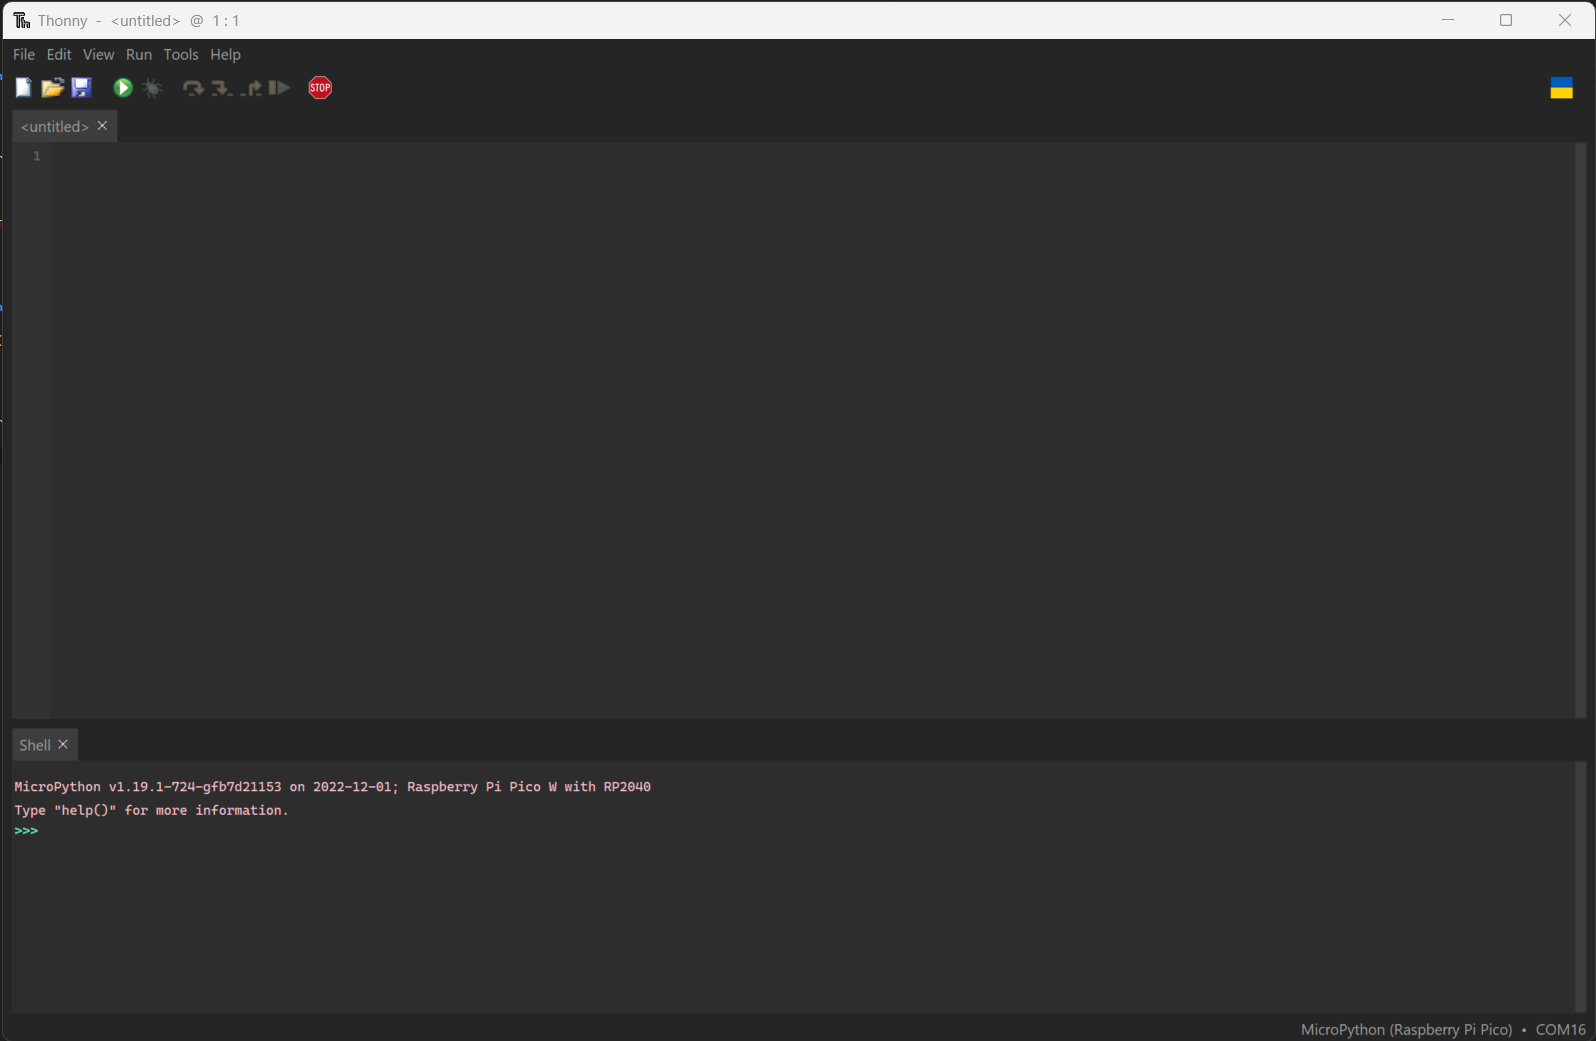 Thonny - <untitled> @ 1 : 1
File Edit View Run Tools Help
STOP
<untitled>
1
Shell
MicroPython v1.19.1-724-gfb7d21153 on 2022-12-01; Raspberry Pi Pico W with RP2040
Type "help()" for more information.
>>>
MicroPython (Raspberry Pi Pico) • COM16